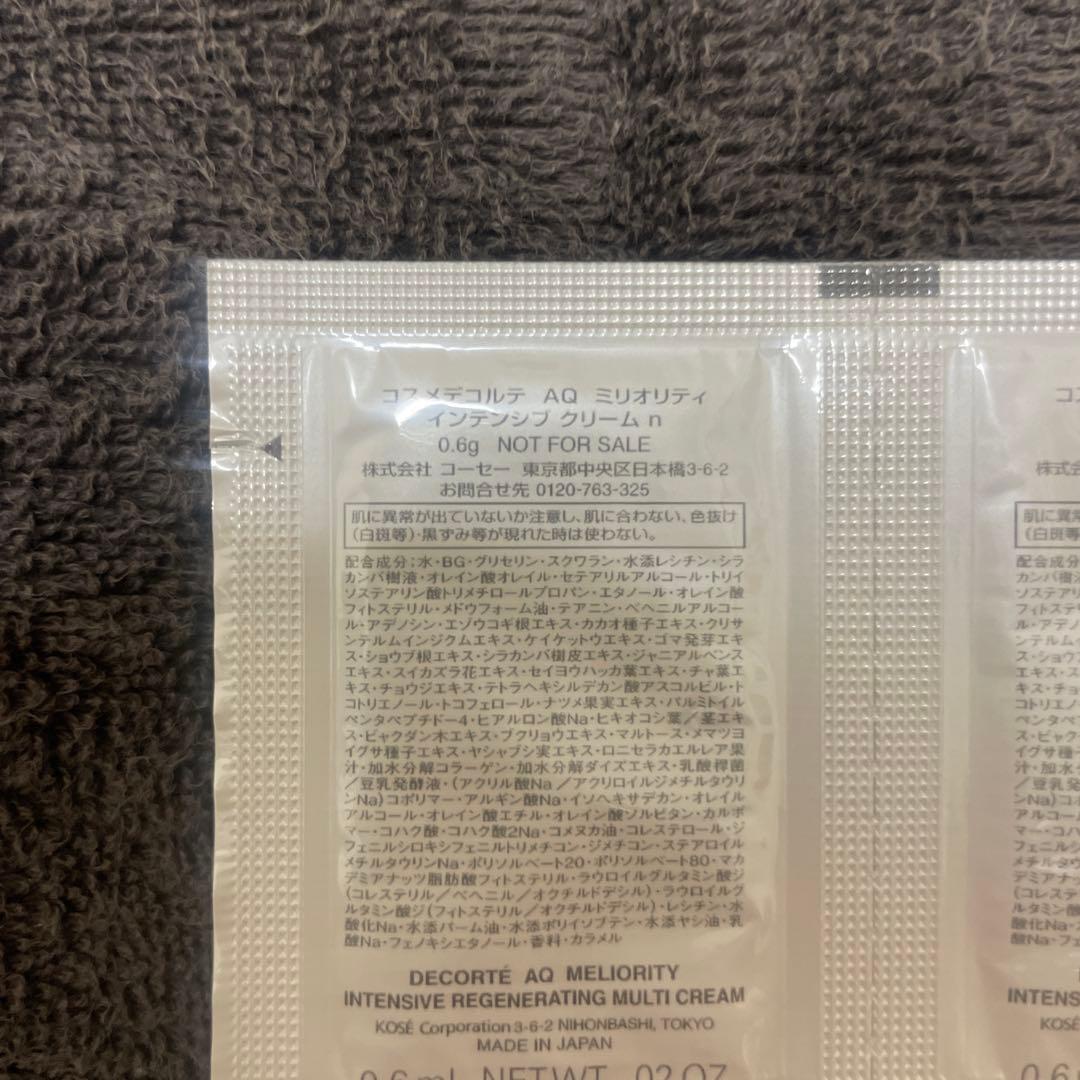 コスメデコルテ AQ ミリオリティ
インテンシブ クリーム n
0.6g NOT FOR SALE
株式会社 コーセー 東京都中央区日本橋3-6-2
お問合せ先 0120-763-325
肌に異常が出ていないか注意し、肌に合わない、色抜け
(白斑等)・黒ずみ等が現れた時は使わない。
配合成分;水・BG・グリセリン・スクワラン・水添レシチン・シラ
カンバ樹液・オレイン酸オレイル・セテアリルアルコール・トリイ
ソステアリン酸トリメチロールプロパン・エタノール・オレイン酸
フィトステリル・メドウフォーム油・テアニン・ベヘニルアルコー
ル・アデノシン・エゾウコギ根エキス・カカオ種子エキス・クリサ
ンテルムインジクムエキス・ケイケットウエキス・ゴマ発芽エキ
ス・ショウブ根エキス・シラカンバ樹皮エキス・ジャニアルベンス
エキス・スイカズラ花エキス・セイヨウハッカ葉エキス・チャ葉エ
キス・チョウジエキス・テトラヘキシルデカン酸アスコルビル・ト
コトリエノール・トコフェロール・ナツメ果実エキス・パルミトイル
ペンタペプチド-4・ヒアルロン酸Na・ヒキオコシ葉/茎エキ
ス・ビャクダン木エキス・ブクリョウエキス・マルトース・メマツヨ
イグサ種子エキス・ヤシャブシ実エキス・ロニセラカエルレア果
汁・加水分解コラーゲン・加水分解ダイズエキス・乳酸桿菌
/豆乳発酵液・(アクリル酸Na/アクリロイルジメチルタウリ
ンNa)コポリマー・アルギン酸Na・イソヘキサデカン・オレイル
アルコール・オレイン酸エチル・オレイン酸ソルビタン・カルボ
マー・コハク酸・コハク酸2Na・コメヌカ油・コレステロール・ジ
フェニルシロキシフェニルトリメチコン・ジメチコン・ステアロイル
メチルタウリンNa・ポリソルベート20・ポリソルベート80・マカ
デミアナッツ脂肪酸フィトステリル・ラウロイルグルタミン酸ジ
(コレステリル/ベヘニル/オクチルドデシル)・ラウロイルグ
ルタミン酸ジ(フィトステリル/オクチルドデシル)・レシチン・水
酸化Na・水添パーム油・水添ポリイソブテン・水添ヤシ油・乳
酸Na・フェノキシエタノール・香料・カラメル
DECORTÉ AQ MELIORITY
INTENSIVE REGENERATING MULTI CREAM
KOSÉ Corporation 3-6-2 NIHONBASHI, TOKYO
MADE IN JAPAN
0.6 mL NET WT. .02 OZ.